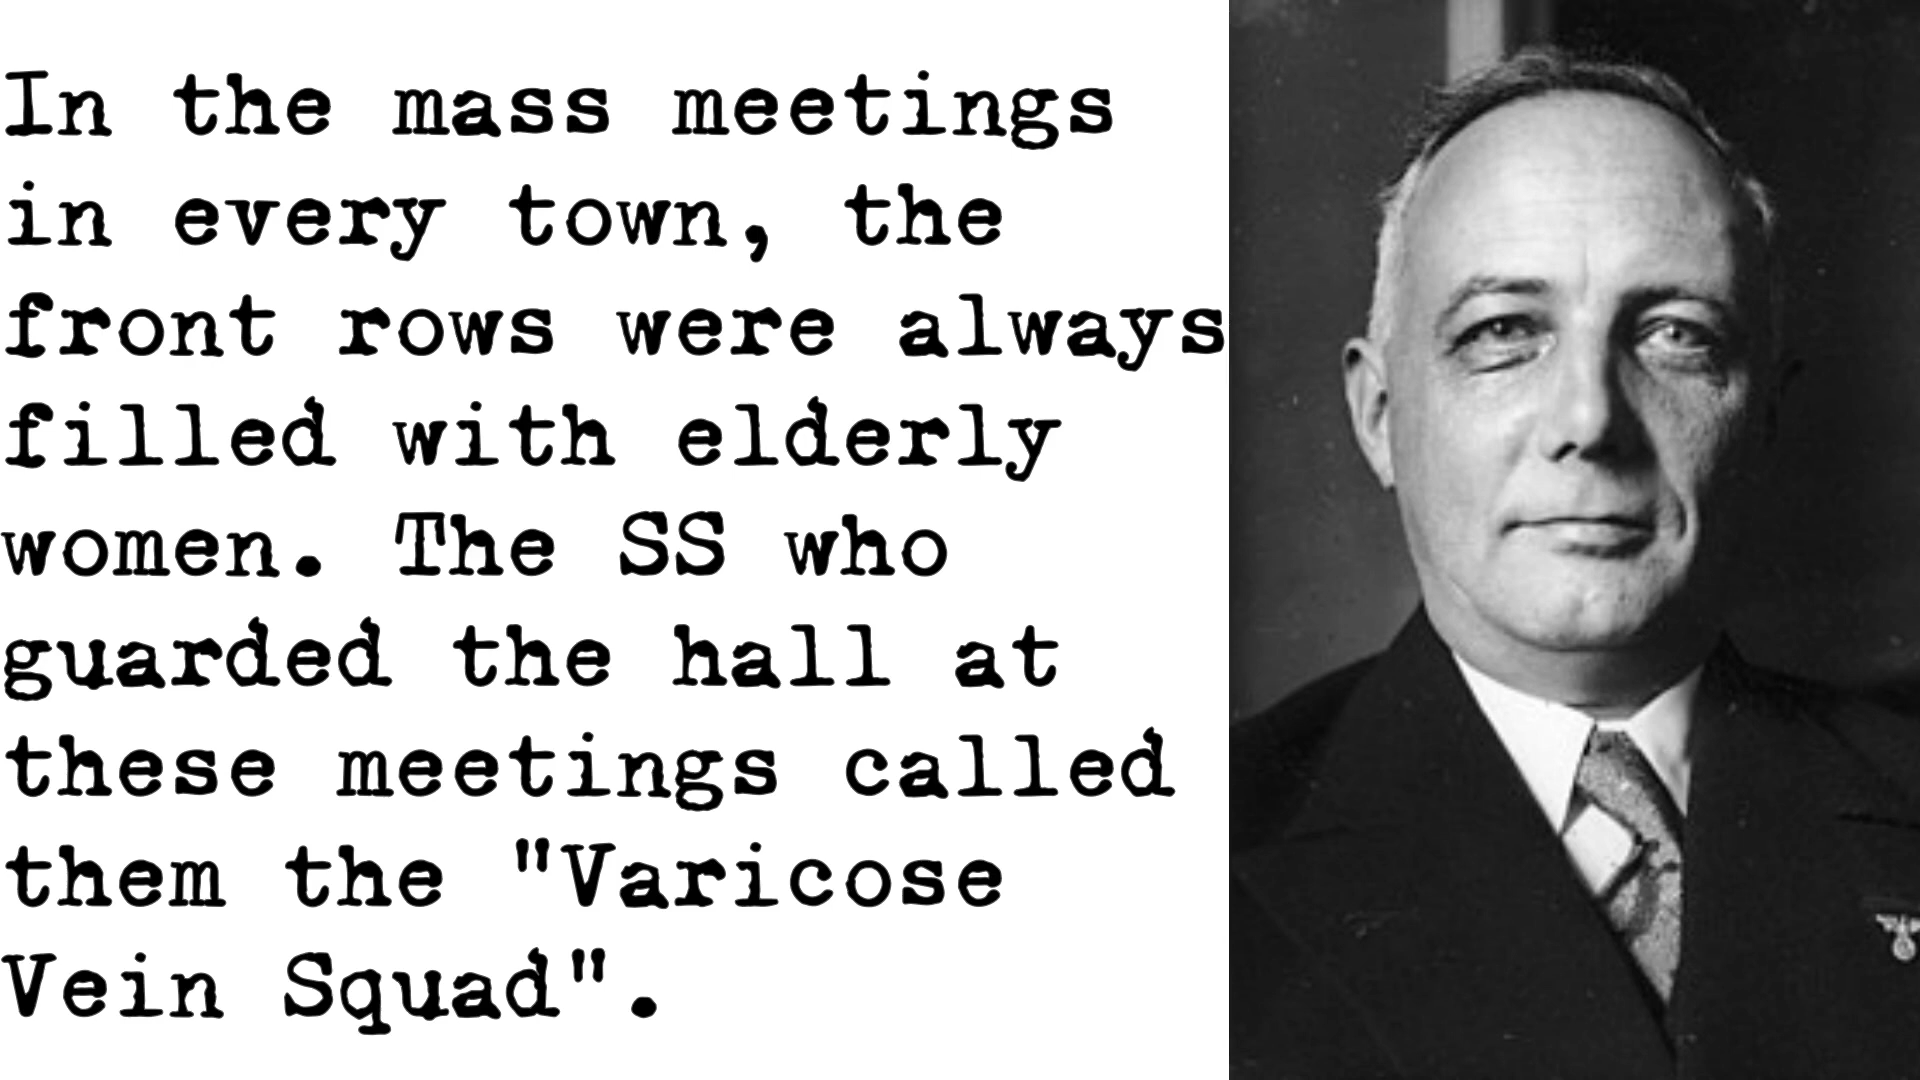 In the mass meetings
in every town, the
front rows were always
filled with elderly
women. The SS who
guarded the hall at
these meetings called
them the "Varicose
Vein Squad".